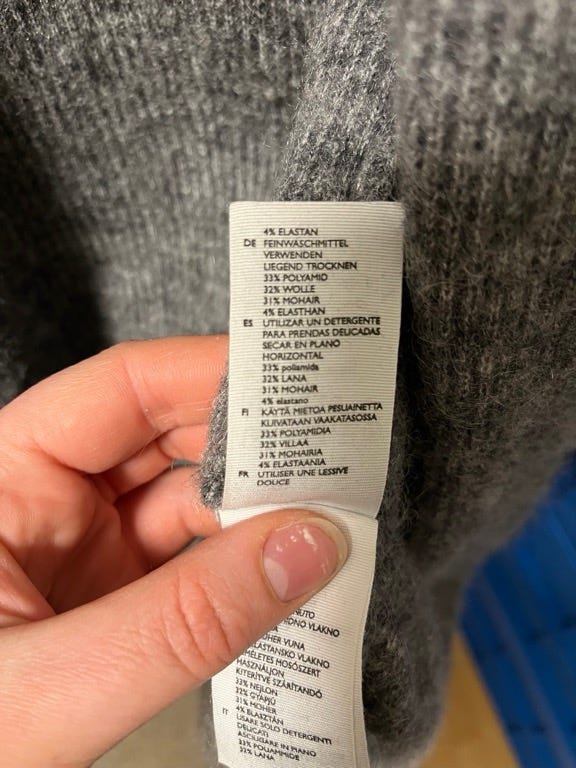 4% ELASTAN
DE FEINWASCHMITTEL
VERWENDEN
LIEGEND TROCKNEN
33% POLYAMID
32% WOLLE
31% MOHAIR
4% ELASTHAN
ES UTILIZAR UN DETERGENTE
PARA PRENDAS DELICADAS
SECAR EN PLANO
HORIZONTAL
33% poliamida
32% LANA
31% MOHAIR
4% elastano
FI KÄYTÄ MIETOA PESUAINETTA
KUIVATAAN VAAKATASOSSA
33% POLYAMIDIA
32% VILLAA
31% MOHAIRIA
4% ELASTAANIA
FR UTILISER UNE LESSIVE
DOUCE
VLAKNO
VUNA
VLAKNO
MOSÓSZERT
HASZNÁLJON
KITERÍTVE SZÁRÍTANDÓ
33% NEJLON
32% GYAPJÚ
31% MOHER
4% ELASZTÁN
IT USARE SOLO DETERGENTI
DELICATI
ASCIUGARE IN PIANO
33% POLIAMMIDE
32% LANA